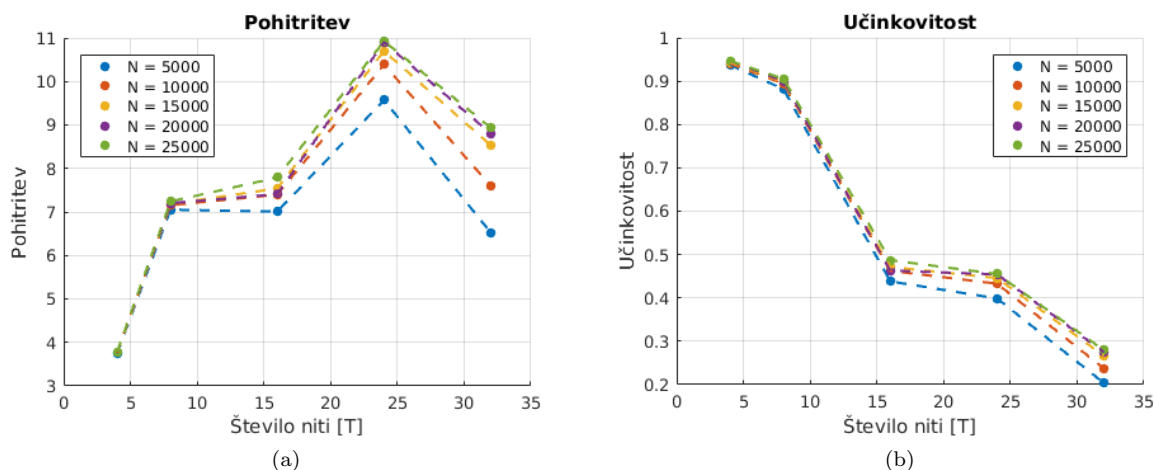 Pohitritev
11
10
9
8
7
6
5
4
3
Pohitritev
N = 5000
N = 10000
N = 15000
N = 20000
N = 25000
0 5 10 15 20 25 30 35
Število niti [T]
(a)
Učinkovitost
1
0.9
0.8
0.7
0.6
0.5
0.4
0.3
0.2
Učinkovitost
N = 5000
N = 10000
N = 15000
N = 20000
N = 25000
0 5 10 15 20 25 30 35
Število niti [T]
(b)